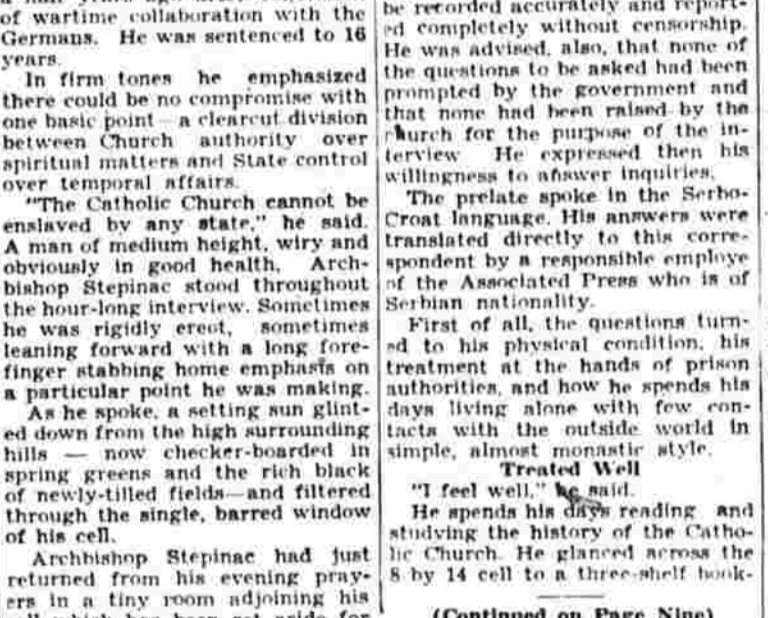 of wartime collaboration with the
Germans. He was sentenced to 16
years.
In firm tones he emphasized
there could be no compromise with
one basic point—a clearcut division
between Church authority over
spiritual matters and State control
over temporal affairs.
"The Catholic Church cannot be
enslaved by any state," he said.
A man of medium height, wiry and
obviously in good health, Arch-
bishop Stepinac stood throughout
the hour-long interview. Sometimes
he was rigidly erect, sometimes
leaning forward with a long fore-
finger stabbing home emphasis on
a particular point he was making.
As he spoke, a setting sun glint-
ed down from the high surrounding
hills — now checker-boarded in
spring greens and the rich black
of newly-tilled fields—and filtered
through the single, barred window
of his cell.
Archbishop Stepinac had just
returned from his evening pray-
ers in a tiny room adjoining his
be recorded accurately and report-
ed completely without censorship.
He was advised, also, that none of
the questions to be asked had been
prompted by the government and
that none had been raised by the
church for the purpose of the in-
terview He expressed then his
willingness to answer inquiries.
The prelate spoke in the Serbo-
Croat language. His answers were
translated directly to this corre-
spondent by a responsible employe
of the Associated Press who is of
Serbian nationality.
First of all, the questions turn-
ed to his physical condition, his
treatment at the hands of prison
authorities, and how he spends his
days living alone with few con-
tacts with the outside world in
simple, almost monastic style.
Treated Well
"I feel well," he said.
He spends his days reading and
studying the history of the Catho-
lic Church. He glanced across the
8 by 14 cell to a three-shelf book-
(Continued on Page Nine)